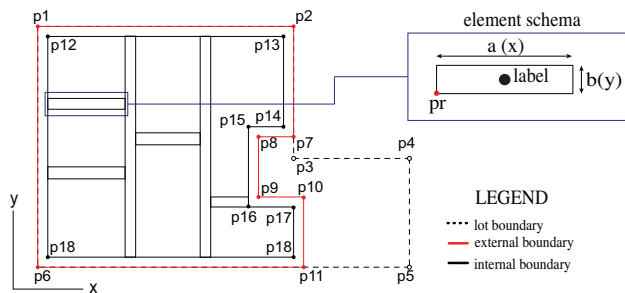 p1
p2
element schema
p12
p13
a (x)
label
b(y)
pr
p15
p14
p8
p7
p3
p4
p9
p10
y
p16
p17
LEGEND
lot boundary
p18
p18
external boundary
internal boundary
p6
x
p11
p5